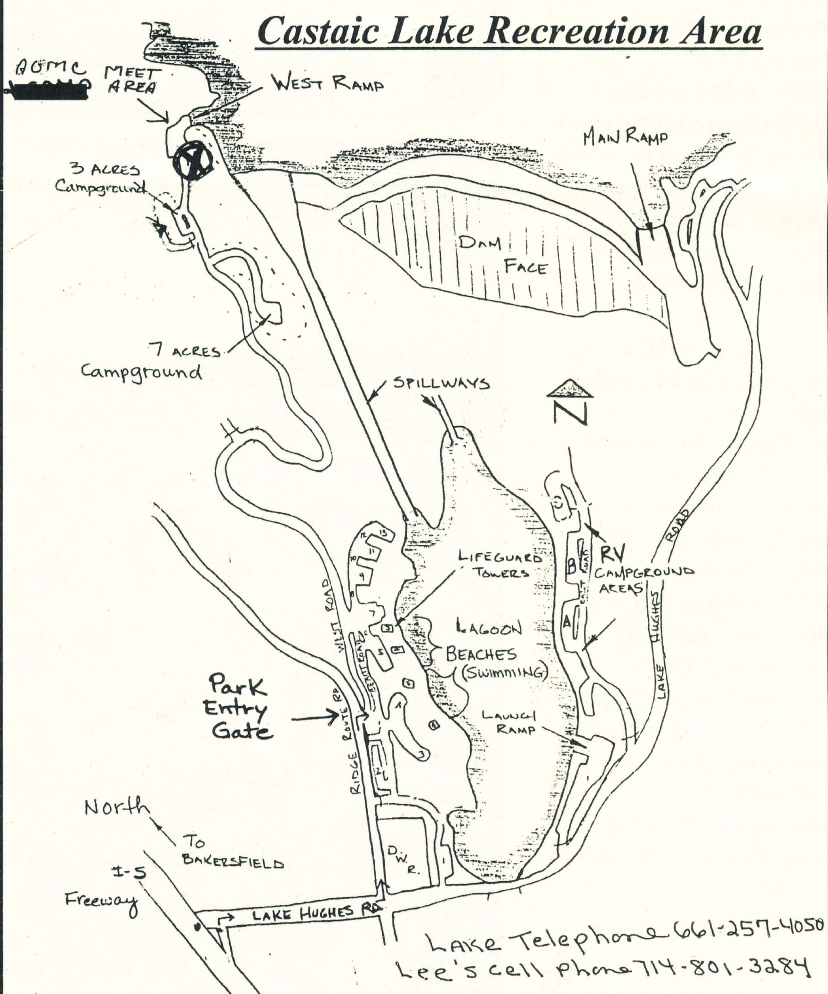 Castaic Lake Recreation Area
AOMC
MEET
AREA
WEST RAMP
MAIN RAMP
3 ACRES
Campground
DAM
FACE
7 ACRES
Campground
SPILLWAYS
N
ROAD
LAKE HUGHES
LIFEGUARD
TOWERS
RV
CAMPGROUND
AREAS
C
B
A
WEST ROAD
LAGOON
BEACHES
(SWIMMING)
Park
Entry
Gate
RIDGE ROUTE RD
LAUNCH
RAMP
3
North
TO
BAKERSFIELD
I-5
Freeway
D.
W.
R.
LAKE HUGHES RD
LAKE Telephone 661-257-4050
Lee's cell phone 714-801-3284